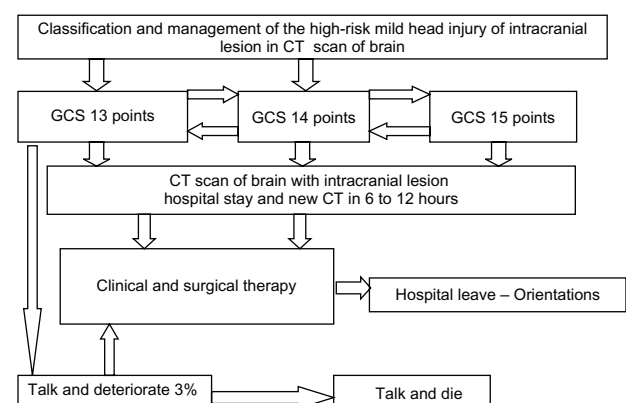 Classification and management of the high-risk mild head injury of intracranial
lesion in CT scan of brain
GCS 13 points
GCS 14 points
GCS 15 points
CT scan of brain with intracranial lesion
hospital stay and new CT in 6 to 12 hours
Clinical and surgical therapy
Hospital leave – Orientations
Talk and deteriorate 3%
Talk and die